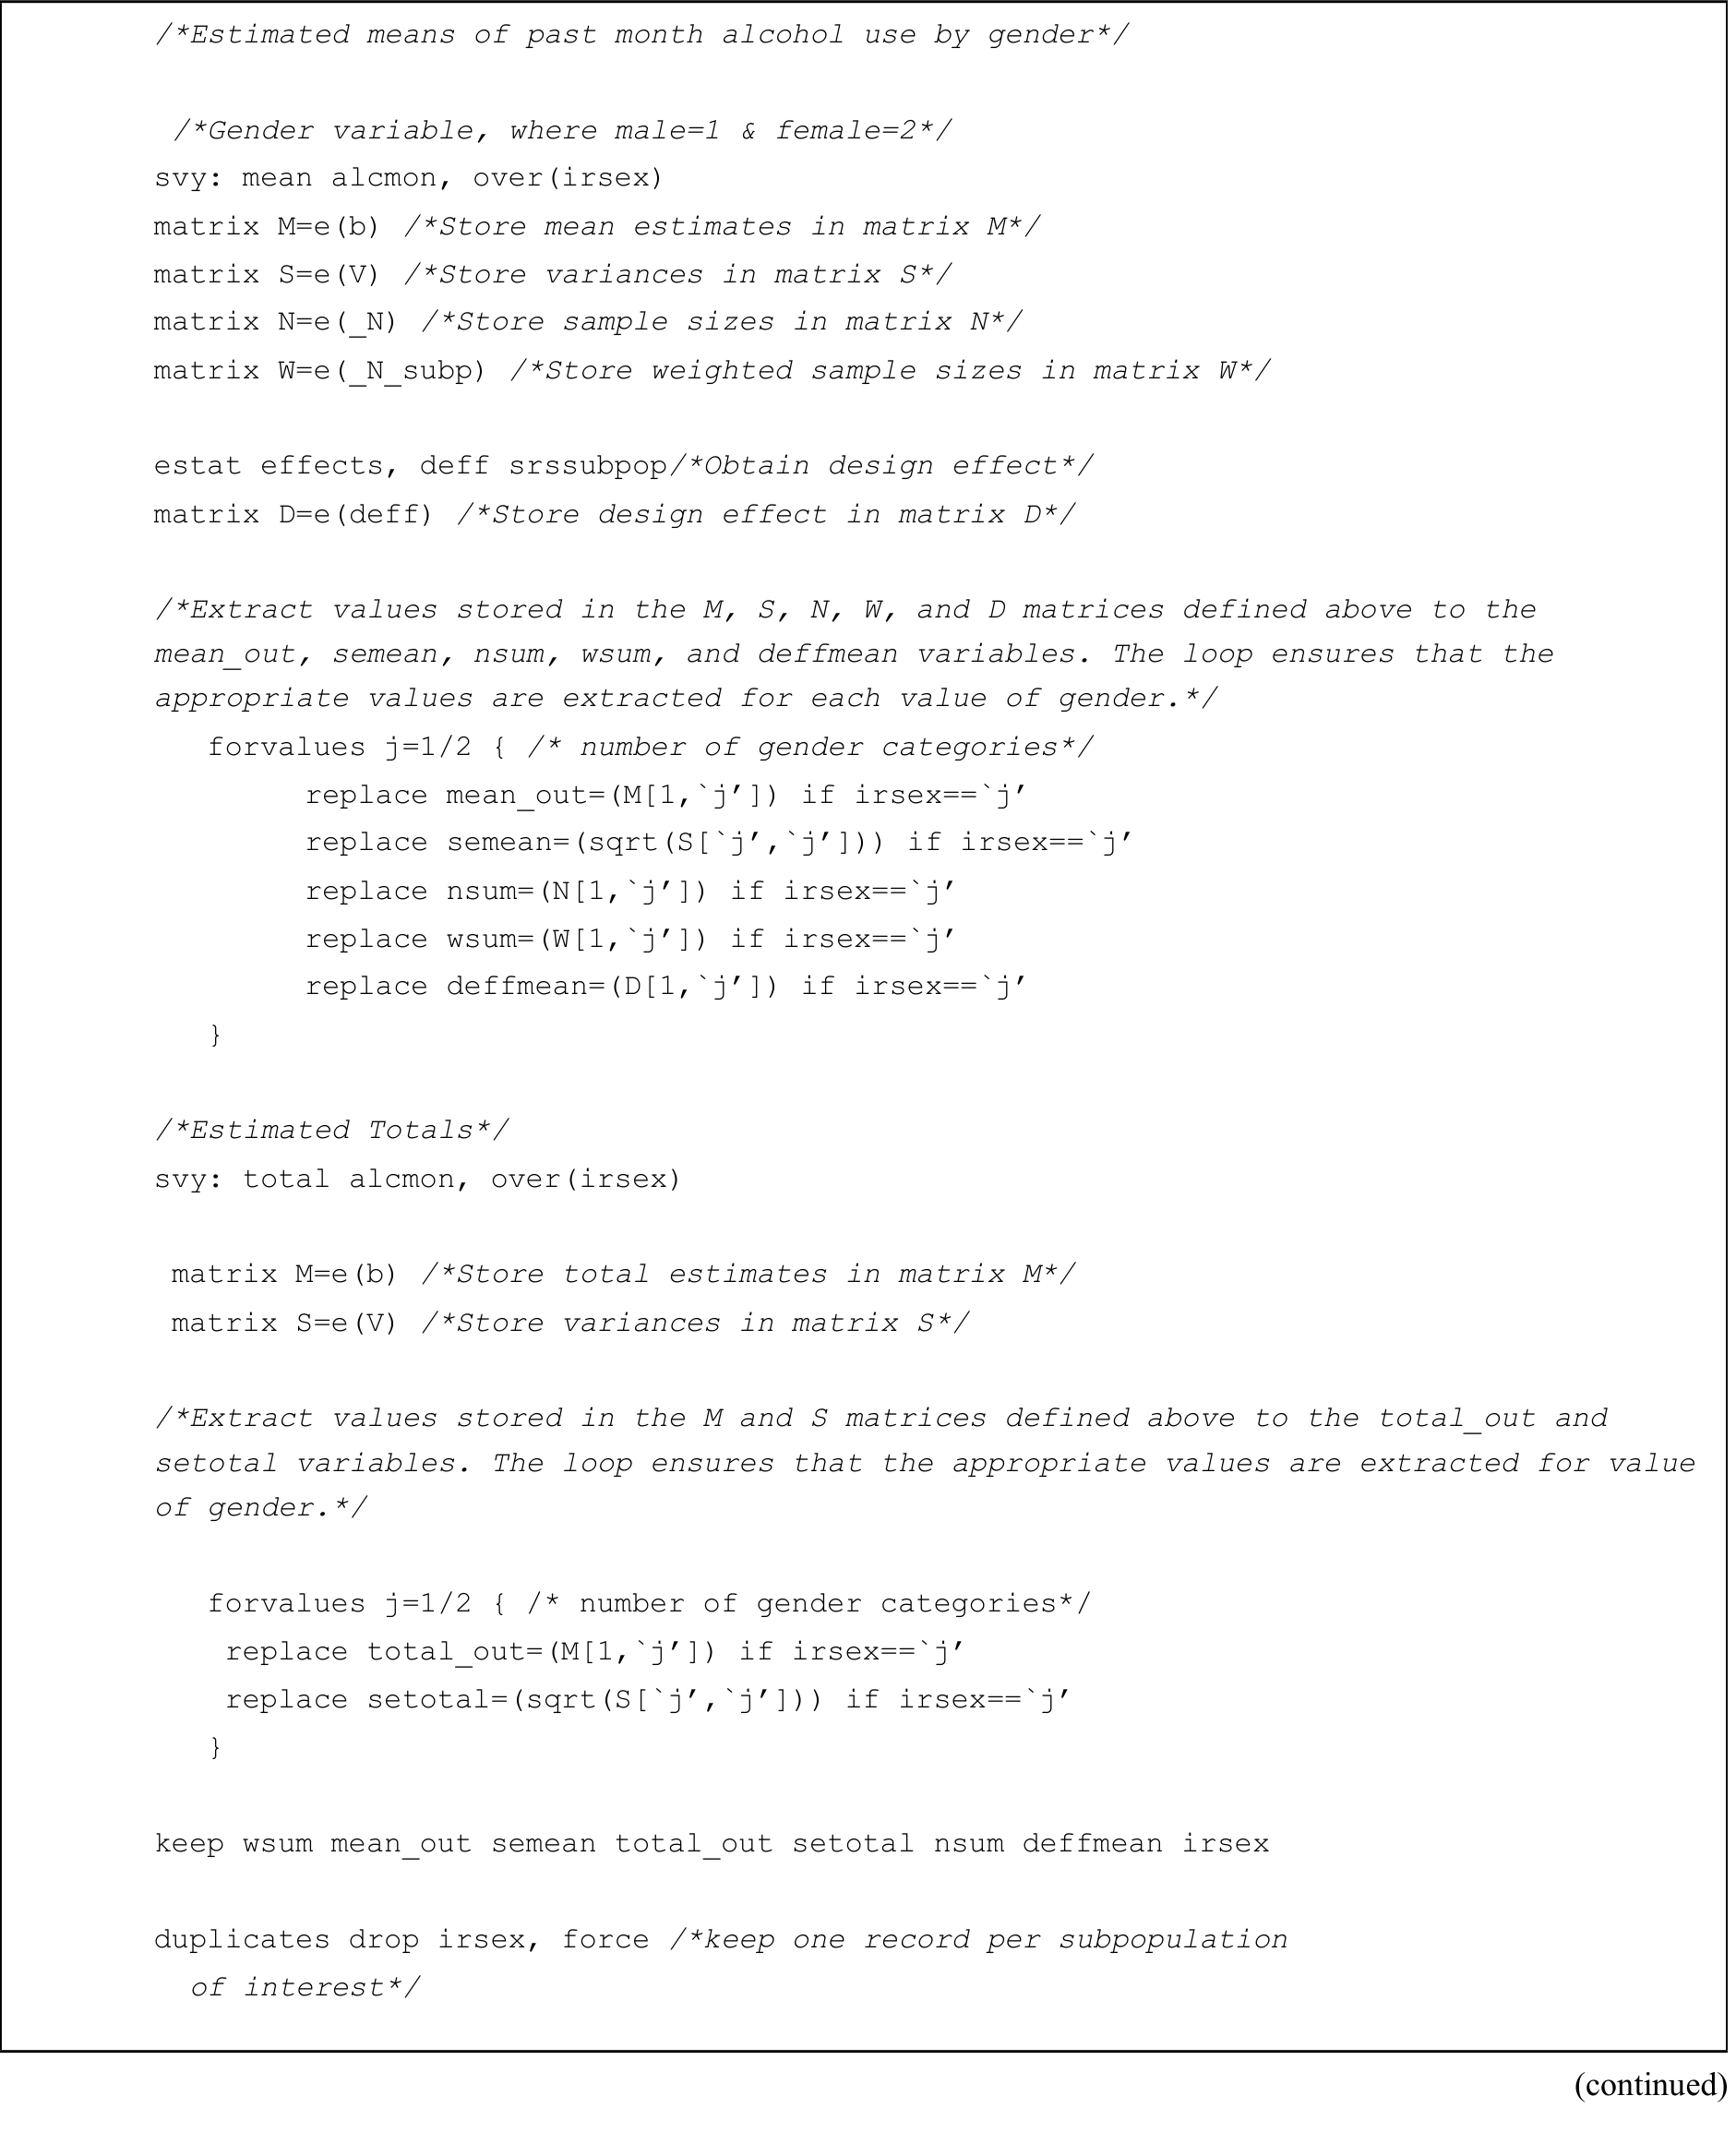 /*Estimated means of past month alcohol use by gender*/
/*Gender variable, where male=1 & female=2*/
svy: mean alcmon, over(irsex)
matrix M=e(b) /*Store mean estimates in matrix M*/
matrix S=e(V) /*Store variances in matrix S*/
matrix N=e(_N) /*Store sample sizes in matrix N*/
matrix W=e(_N_subp) /*Store weighted sample sizes in matrix W*/
estat effects, deff srssubpop/*Obtain design effect*/
matrix D=e(deff) /*Store design effect in matrix D*/
/*Extract values stored in the M, S, N, W, and D matrices defined above to the
mean_out, semean, nsum, wsum, and deffmean variables. The loop ensures that the
appropriate values are extracted for each value of gender.*/
forvalues j=1/2 { /* number of gender categories*/
replace mean_out=(M[1,`j’]) if irsex==`j’
replace semean=(sqrt(S[`j’,`j’])) if irsex==`j’
replace nsum=(N[1,`j’]) if irsex==`j’
replace wsum=(W[1,`j’]) if irsex==`j’
replace deffmean=(D[1,`j’]) if irsex==`j’
}
/*Estimated Totals*/
svy: total alcmon, over(irsex)
matrix M=e(b) /*Store total estimates in matrix M*/
matrix S=e(V) /*Store variances in matrix S*/
/*Extract values stored in the M and S matrices defined above to the total_out and
setotal variables. The loop ensures that the appropriate values are extracted for value
of gender.*/
forvalues j=1/2 { /* number of gender categories*/
replace total_out=(M[1,`j’]) if irsex==`j’
replace setotal=(sqrt(S[`j’,`j’])) if irsex==`j’
}
keep wsum mean_out semean total_out setotal nsum deffmean irsex
duplicates drop irsex, force /*keep one record per subpopulation
of interest*/
(continued)